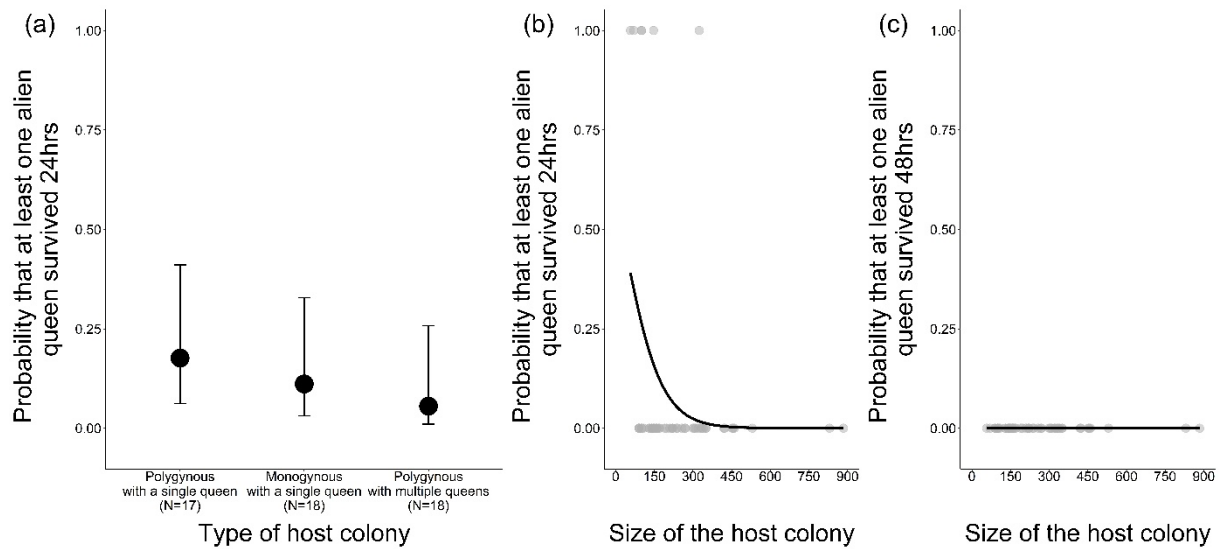 (a)
Probability that at least one alien
queen survived 24hrs
1.00
0.75
0.50
0.25
0.00
Polygynous
with a single queen
(N=17)
Monogynous
with a single queen
(N=18)
Polygynous
with multiple queens
(N=18)
Type of host colony
(b)
Probability that at least one alien
queen survived 24hrs
1.00
0.75
0.50
0.25
0.00
0 150 300 450 600 750 900
Size of the host colony
(c)
Probability that at least one alien
queen survived 48hrs
1.00
0.75
0.50
0.25
0.00
0 150 300 450 600 750 900
Size of the host colony